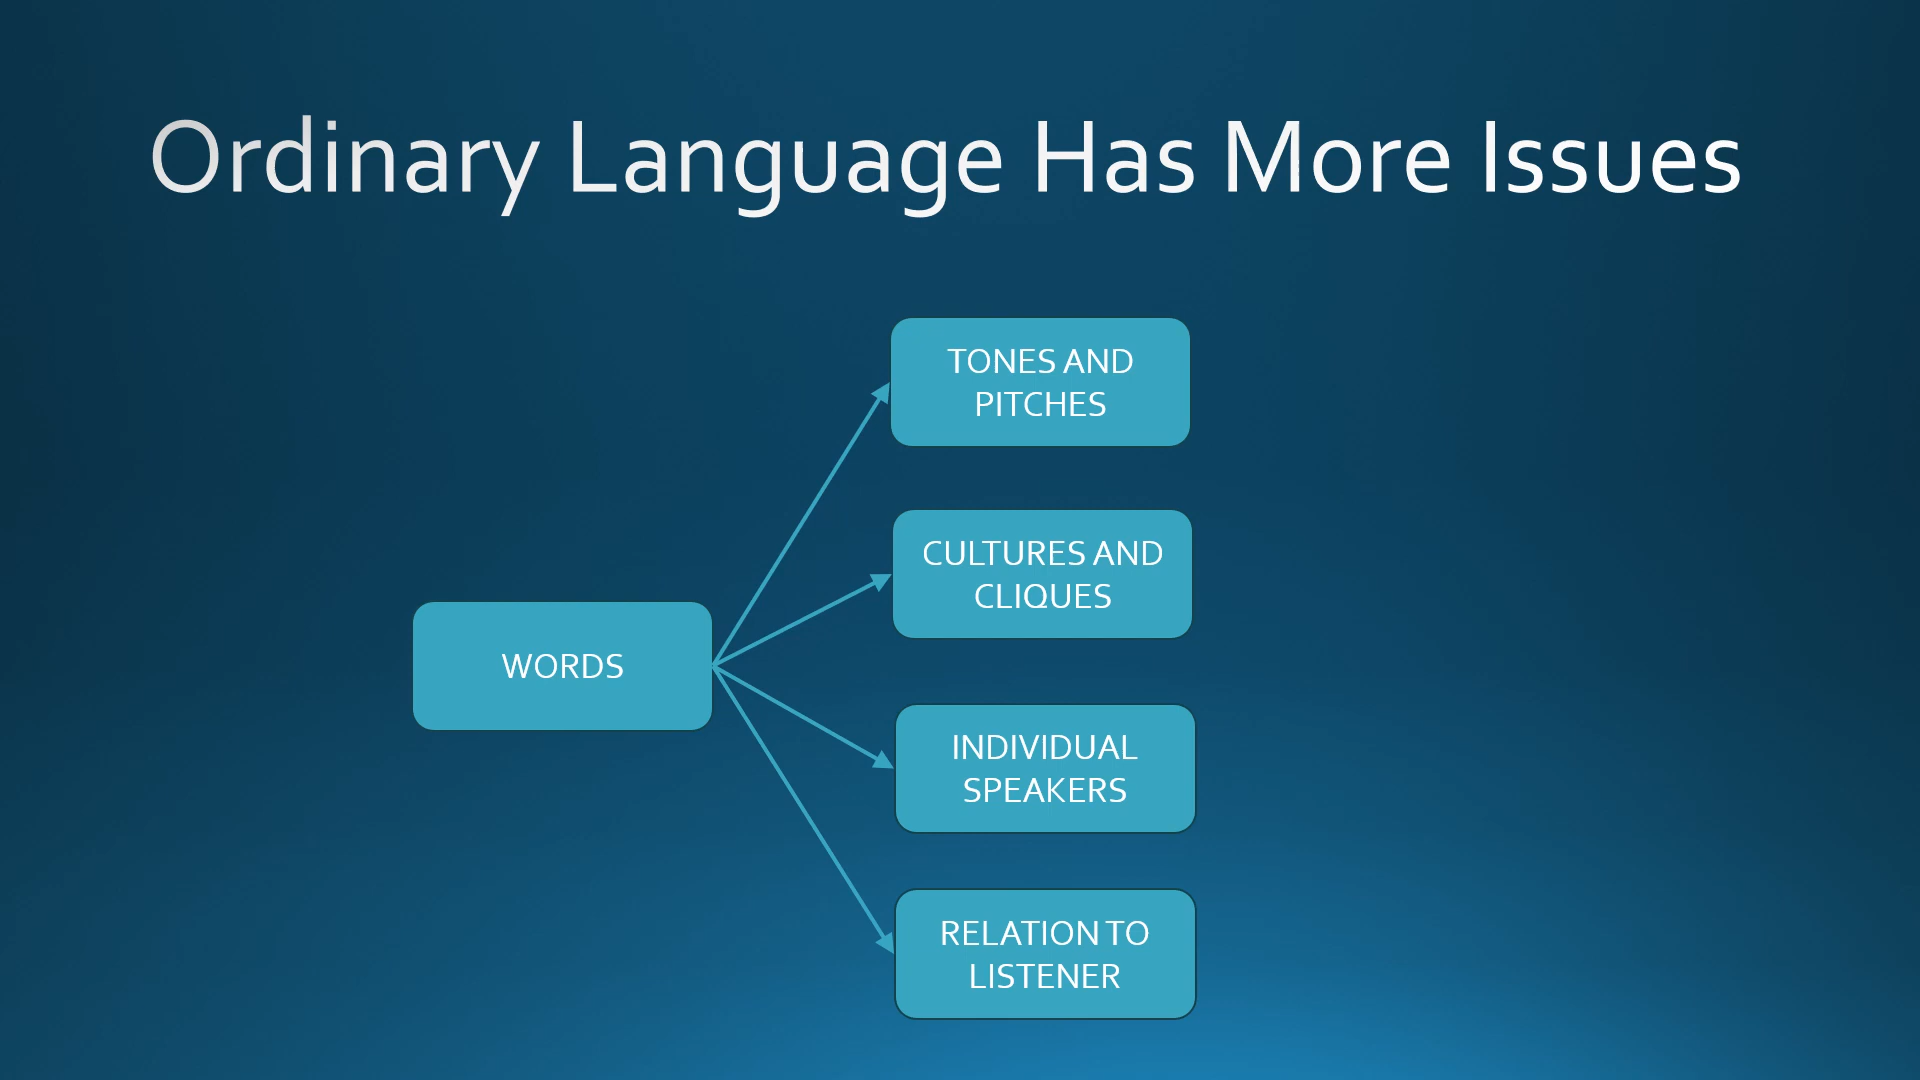 Ordinary Language Has More Issues
TONES AND
PITCHES
CULTURES AND
CLIQUES
WORDS
INDIVIDUAL
SPEAKERS
RELATION TO
LISTENER